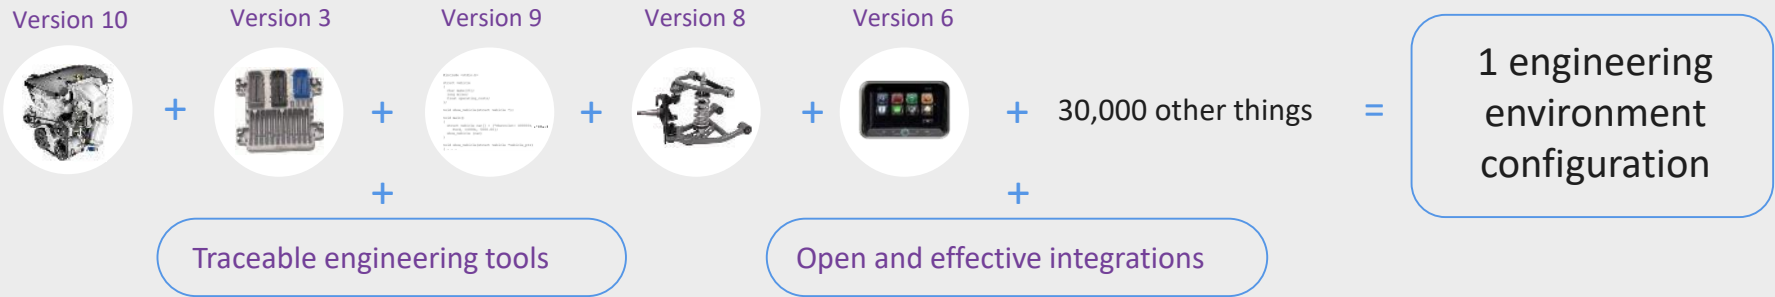 Version 10
Version 3
Version 9
Version 8
Version 6
+
+
+
+
+
30,000 other things
=
1 engineering
environment
configuration
+
+
Traceable engineering tools
Open and effective integrations